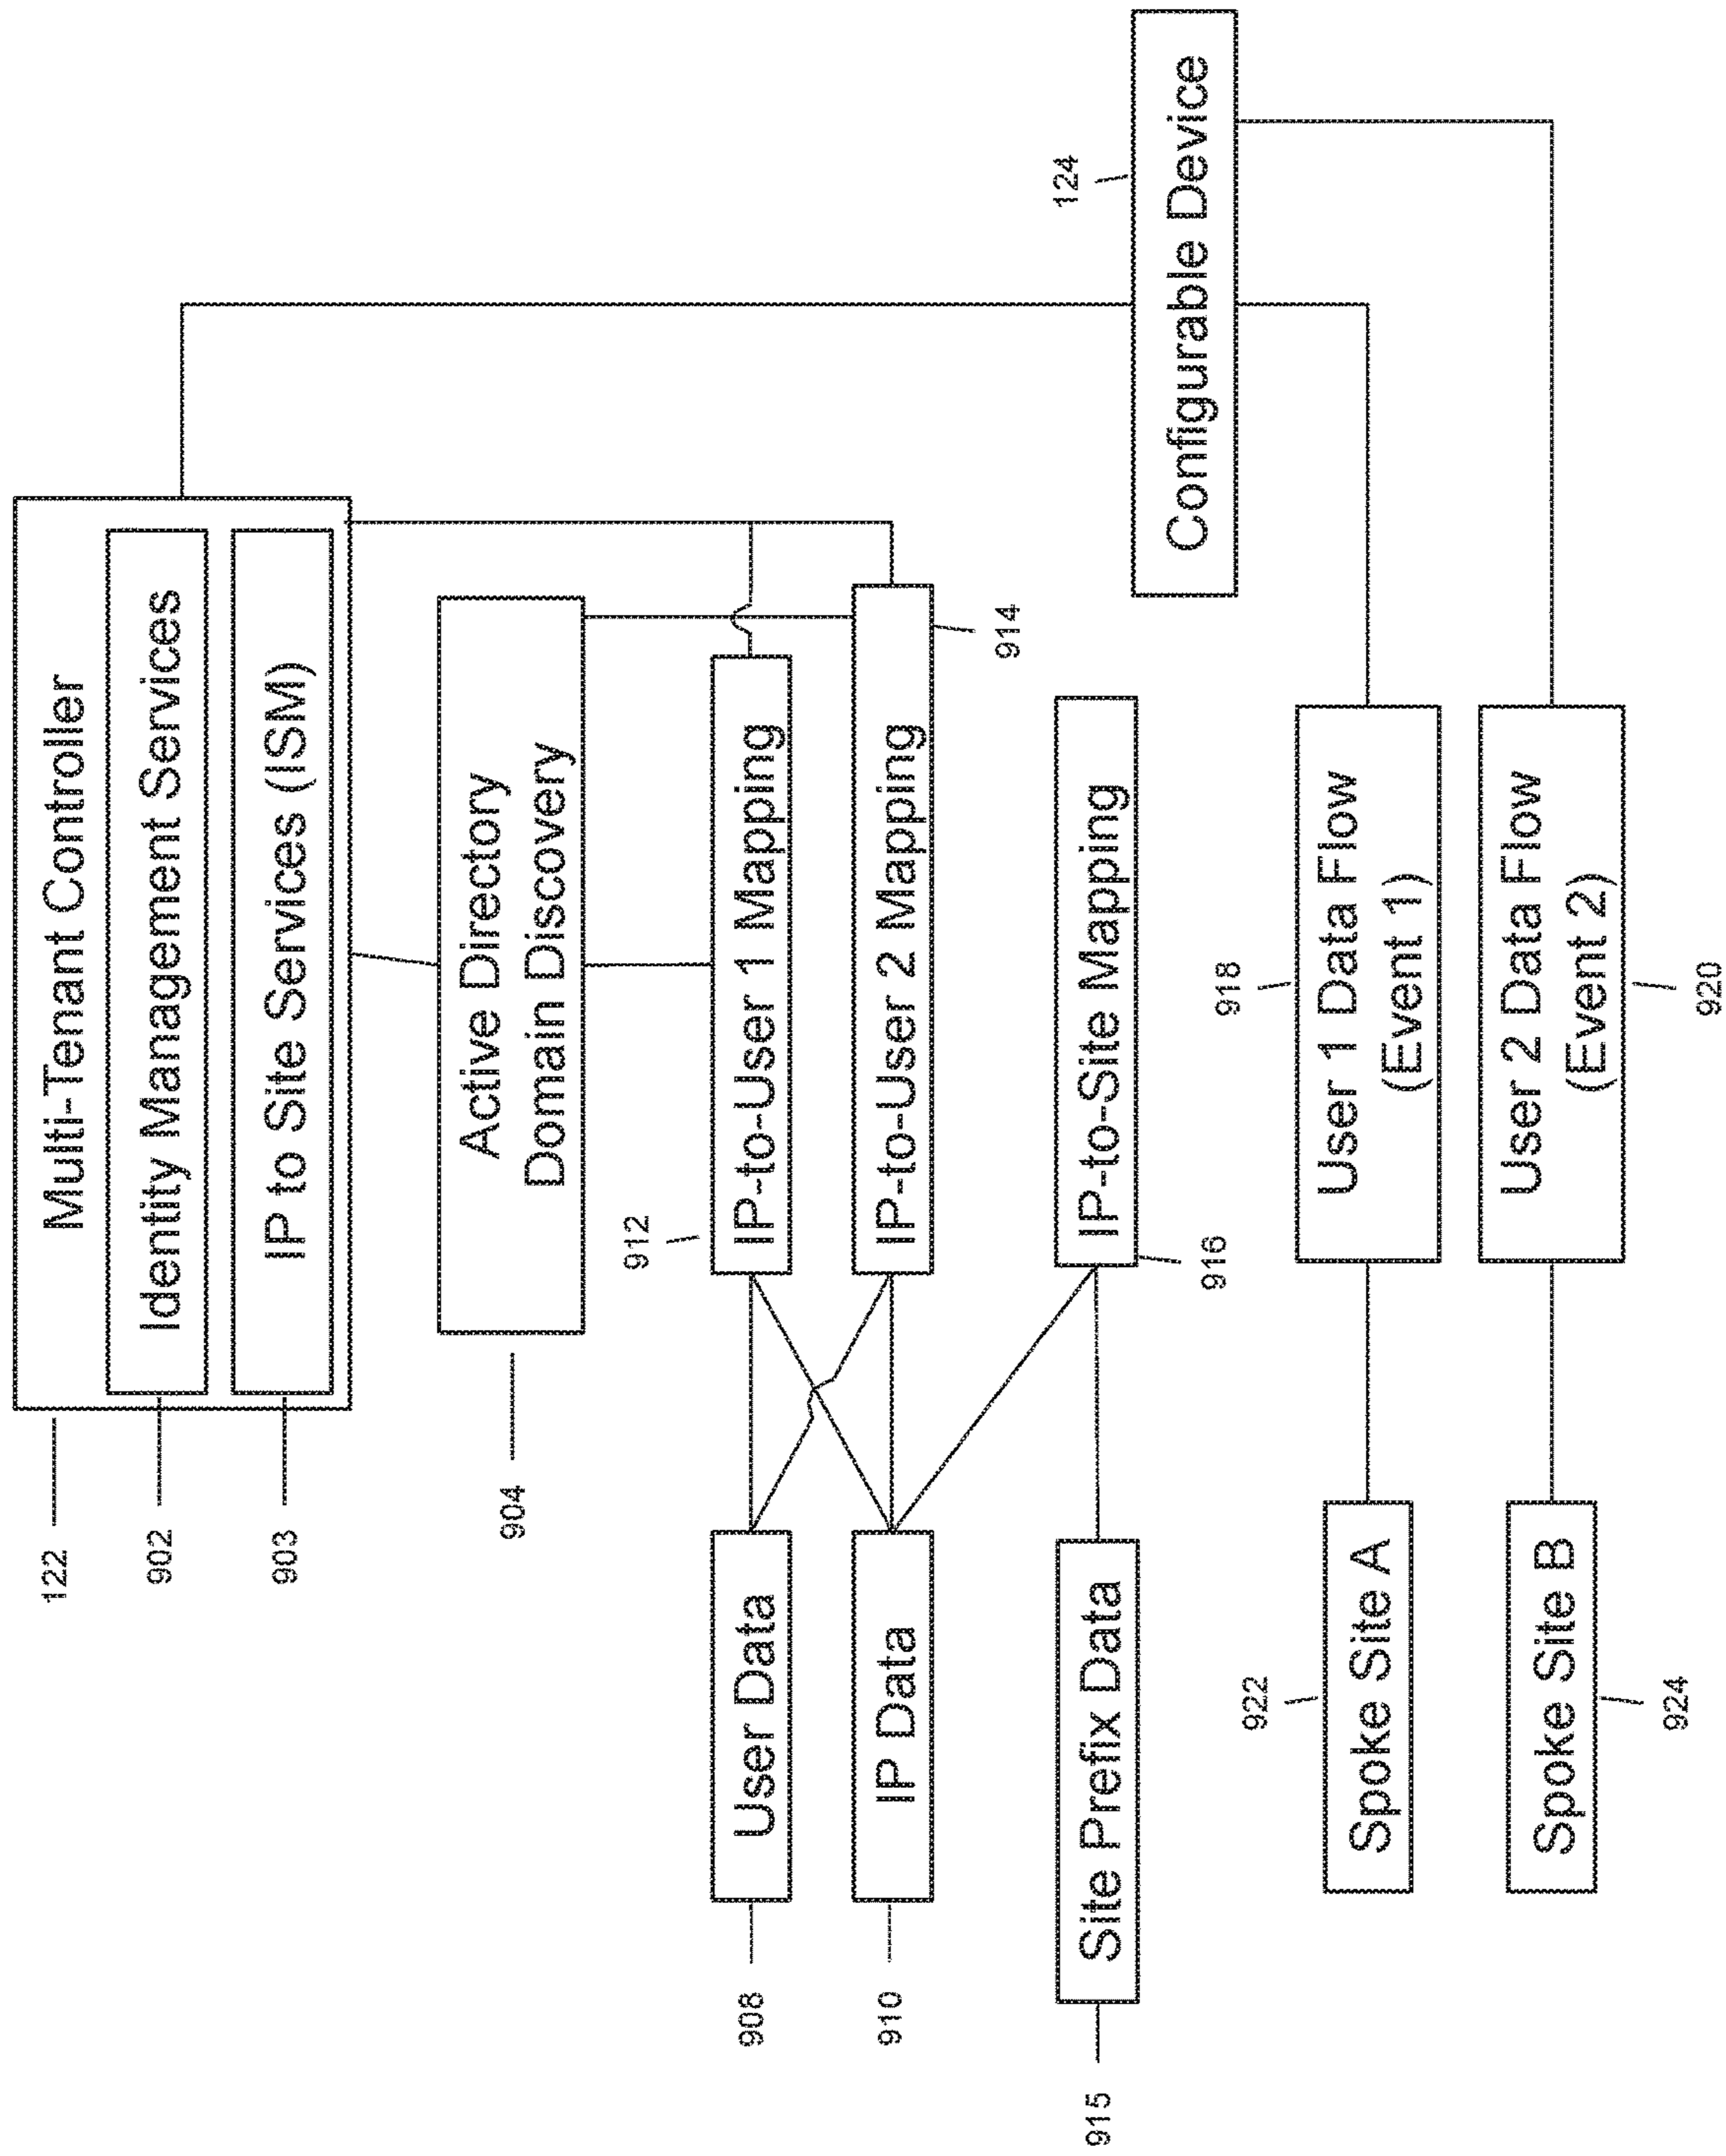 122
Multi-Tenant Controller
902
Identity Management Services
903
IP to Site Services (ISM)
904
Active Directory
Domain Discovery
908
User Data
912
IP-to-User 1 Mapping
910
IP Data
IP-to-User 2 Mapping
914
915
Site Prefix Data
IP-to-Site Mapping
916
124
Configurable Device
922
Spoke Site A
918
User 1 Data Flow
(Event 1)
Spoke Site B
924
User 2 Data Flow
(Event 2)
920